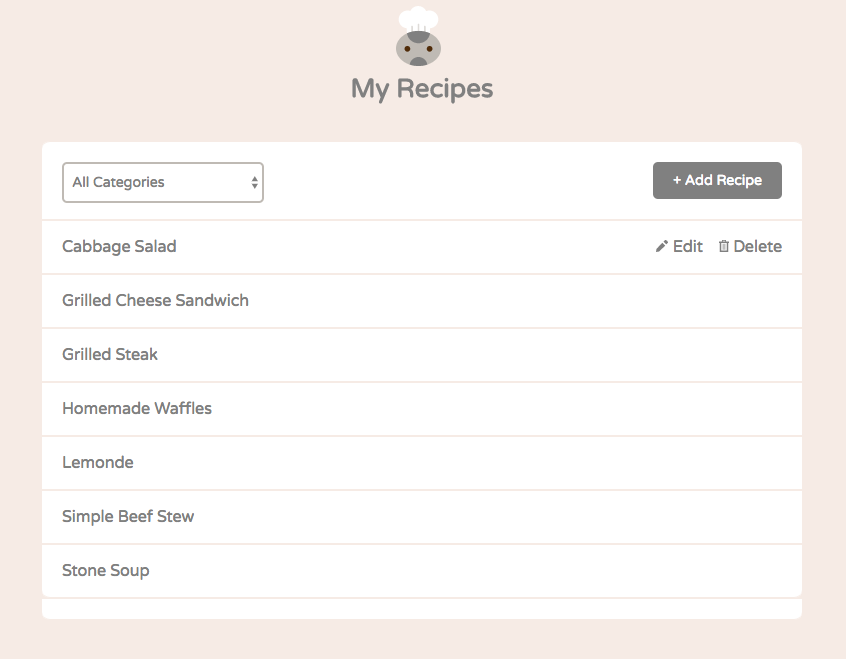 My Recipes
All Categories
+ Add Recipe
Cabbage Salad
Edit Delete
Grilled Cheese Sandwich
Grilled Steak
Homemade Waffles
Lemonde
Simple Beef Stew
Stone Soup